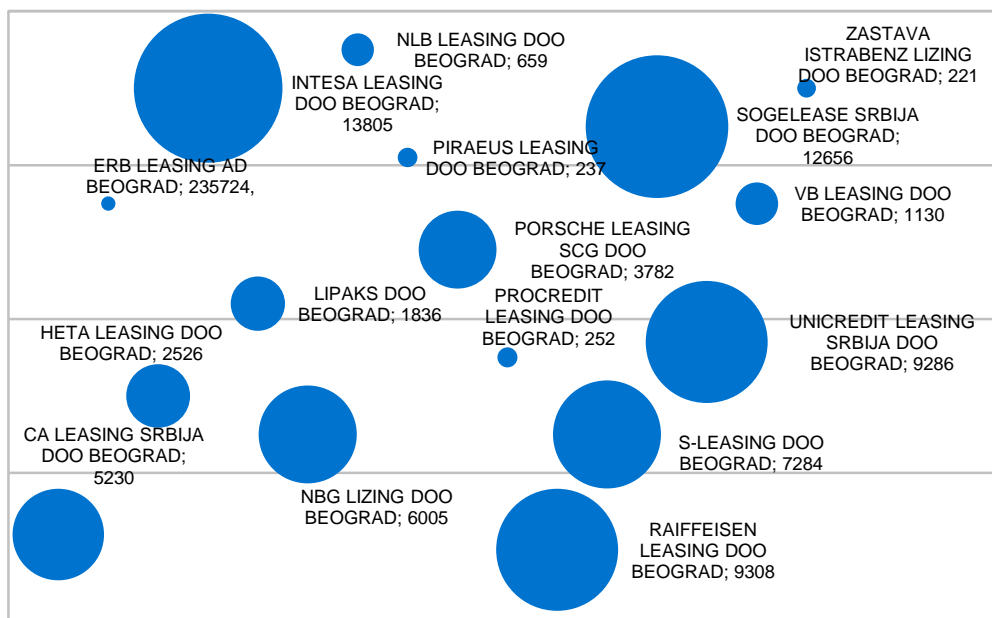 NLB LEASING DOO
BEOGRAD; 659
ZASTAVA
ISTRABENZ LIZING
DOO BEOGRAD; 221
INTESA LEASING
DOO BEOGRAD;
13805
SOGELEASE SRBIJA
DOO BEOGRAD;
12656
PIRAEUS LEASING
DOO BEOGRAD; 237
ERB LEASING AD
BEOGRAD; 235724,
VB LEASING DOO
BEOGRAD; 1130
PORSCHE LEASING
SCG DOO
BEOGRAD; 3782
LIPAKS DOO
BEOGRAD; 1836
PROCREDIT
LEASING DOO
BEOGRAD; 252
HETA LEASING DOO
BEOGRAD; 2526
UNICREDIT LEASING
SRBIJA DOO
BEOGRAD; 9286
CA LEASING SRBIJA
DOO BEOGRAD;
5230
S-LEASING DOO
BEOGRAD; 7284
NBG LIZING DOO
BEOGRAD; 6005
RAIFFEISEN
LEASING DOO
BEOGRAD; 9308